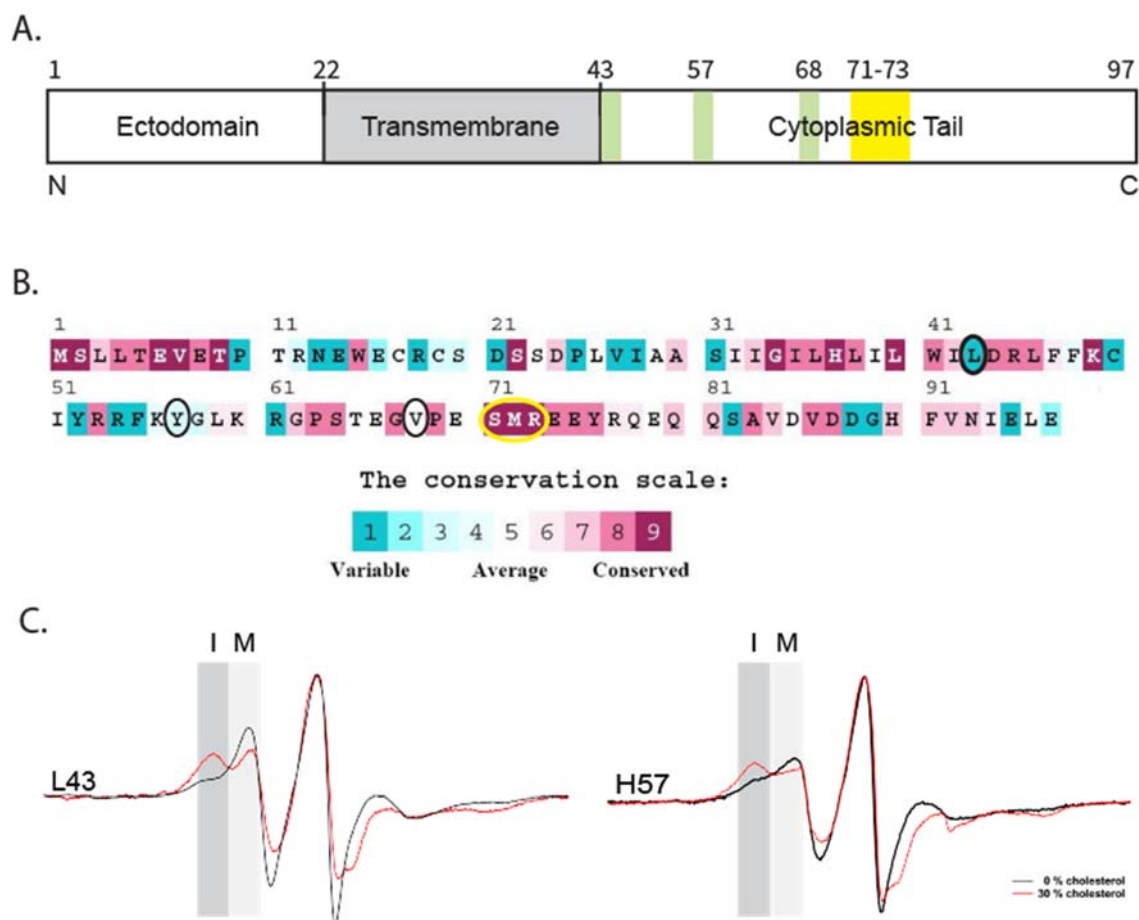 A.
1 22 43 57 68 71-73 97
Ectodomain Transmembrane Cytoplasmic Tail
N C
B.
1 11 21 31 41
MSLLTEVETP TRNEWECRCS DSSDPLVIAA SIIGILHLIL WILDRLFFKC
51 61 71 81 91
IYRRFKYGLK RGPSTEGVPE SMREEYRQEQ QSAVDVDDGH FVNIELE
The conservation scale:
1 2 3 4 5 6 7 8 9
Variable Average Conserved
C.
I M I M
L43 H57
0 % cholesterol
30 % cholesterol